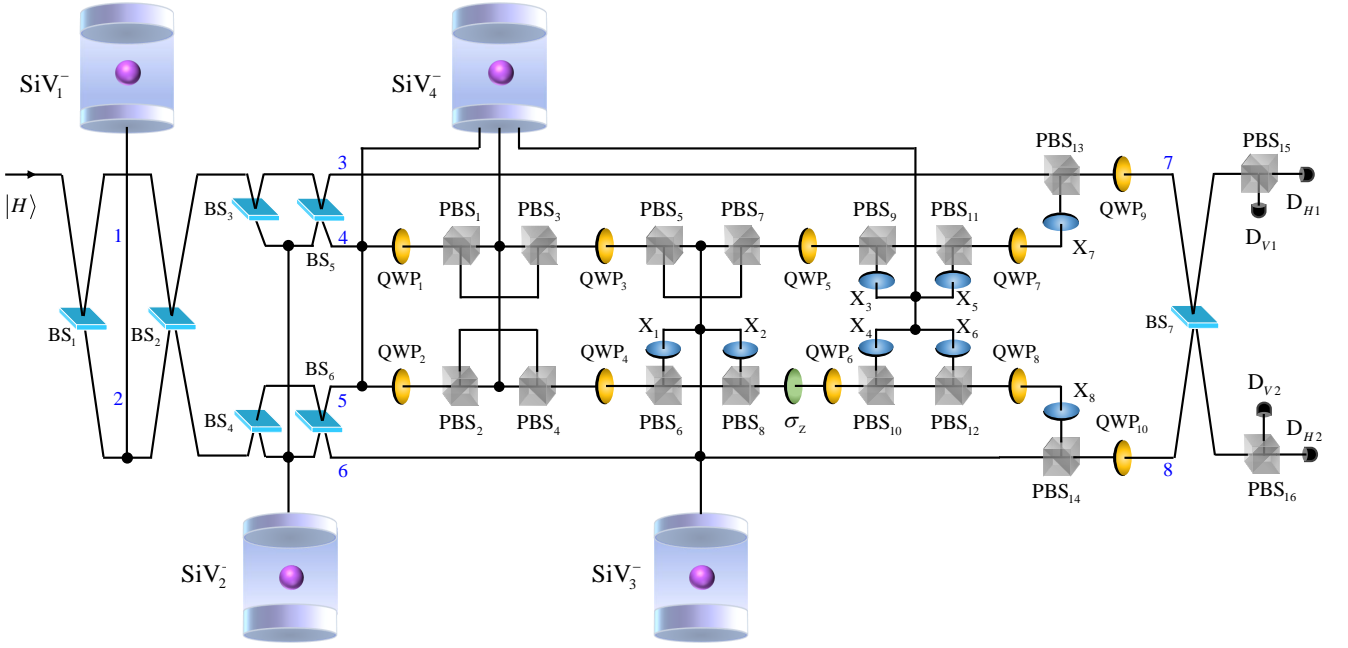 SiV₁⁻
SiV₄⁻
|H⟩
1
2
BS₁
BS₂
BS₃
BS₅
3
4
PBS₁
PBS₃
PBS₅
PBS₇
PBS₉
PBS₁₁
PBS₁₃
QWP₉
7
PBS₁₅
D_H1
D_V1
QWP₁
QWP₃
QWP₅
X₃
X₅
QWP₇
X₇
X₁
X₂
X₄
X₆
BS₇
BS₄
BS₆
5
6
QWP₂
QWP₄
QWP₆
QWP₈
X₈
QWP₁₀
8
D_V2
D_H2
PBS₂
PBS₄
PBS₆
PBS₈
σ_z
PBS₁₀
PBS₁₂
PBS₁₄
PBS₁₆
SiV₂⁻
SiV₃⁻